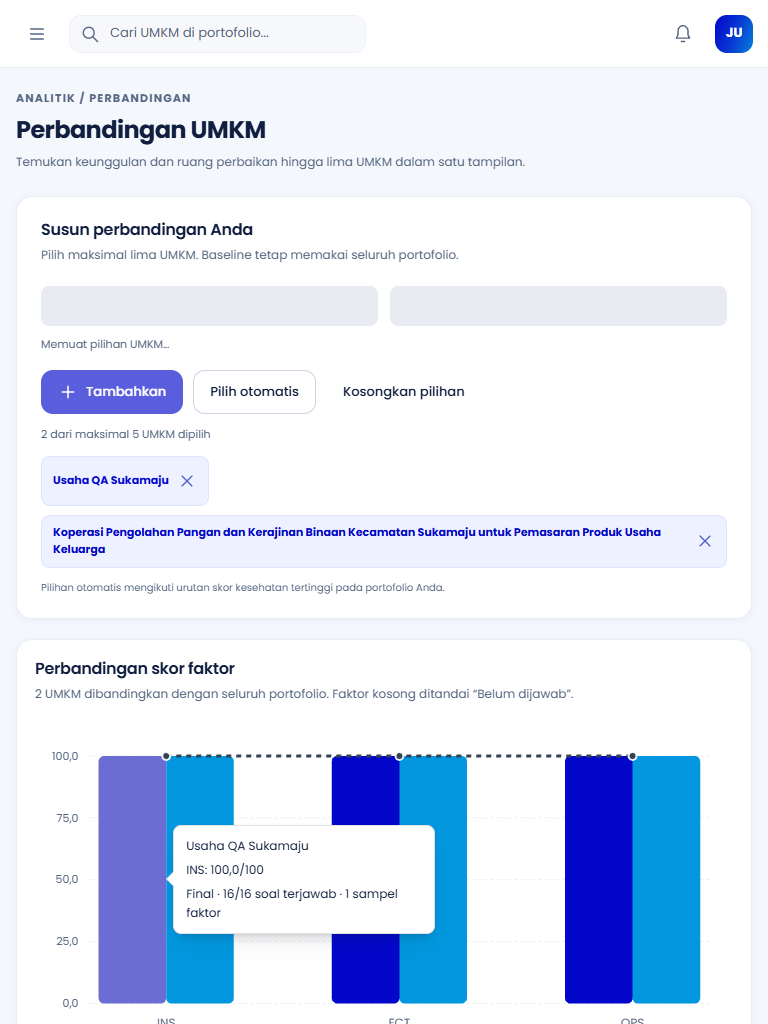 Cari UMKM di portofolio...
JU
ANALITIK / PERBANDINGAN
Perbandingan UMKM
Temukan keunggulan dan ruang perbaikan hingga lima UMKM dalam satu tampilan.
Susun perbandingan Anda
Pilih maksimal lima UMKM. Baseline tetap memakai seluruh portofolio.
Memuat pilihan UMKM...
Tambahkan
Pilih otomatis
Kosongkan pilihan
2 dari maksimal 5 UMKM dipilih
Usaha QA Sukamaju
Koperasi Pengolahan Pangan dan Kerajinan Binaan Kecamatan Sukamaju untuk Pemasaran Produk Usaha
Keluarga
Pilihan otomatis mengikuti urutan skor kesehatan tertinggi pada portofolio Anda.
Perbandingan skor faktor
2 UMKM dibandingkan dengan seluruh portofolio. Faktor kosong ditandai “Belum dijawab”.
100,0
75,0
50,0
25,0
0,0
Usaha QA Sukamaju
INS: 100,0/100
Final · 16/16 soal terjawab · 1 sampel
faktor
INS
ECT
OPS